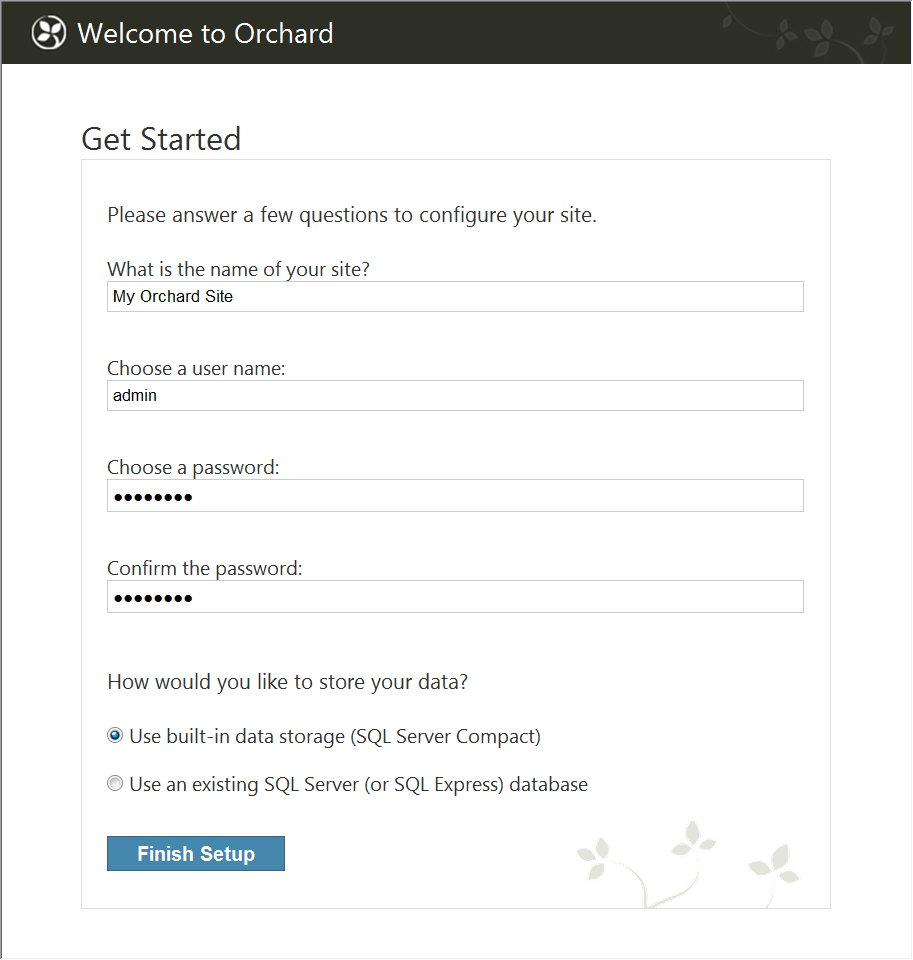 Welcome to Orchard
Get Started
Please answer a few questions to configure your site.
What is the name of your site?
My Orchard Site
Choose a user name:
admin
Choose a password:
••••••••
Confirm the password:
••••••••
How would you like to store your data?
Use built-in data storage (SQL Server Compact)
Use an existing SQL Server (or SQL Express) database
Finish Setup